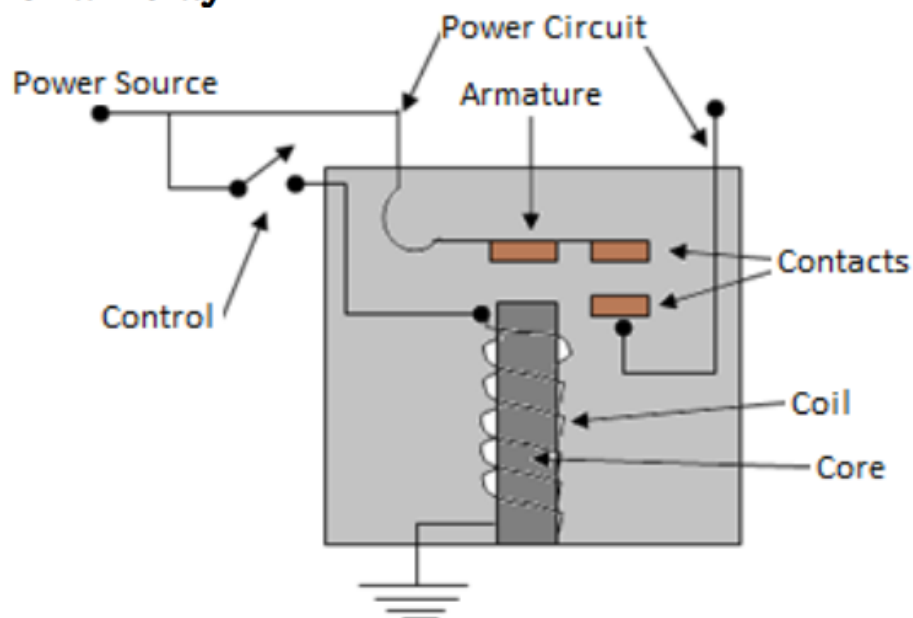 Power Circuit
Power Source
Armature
Contacts
Control
Coil
Core